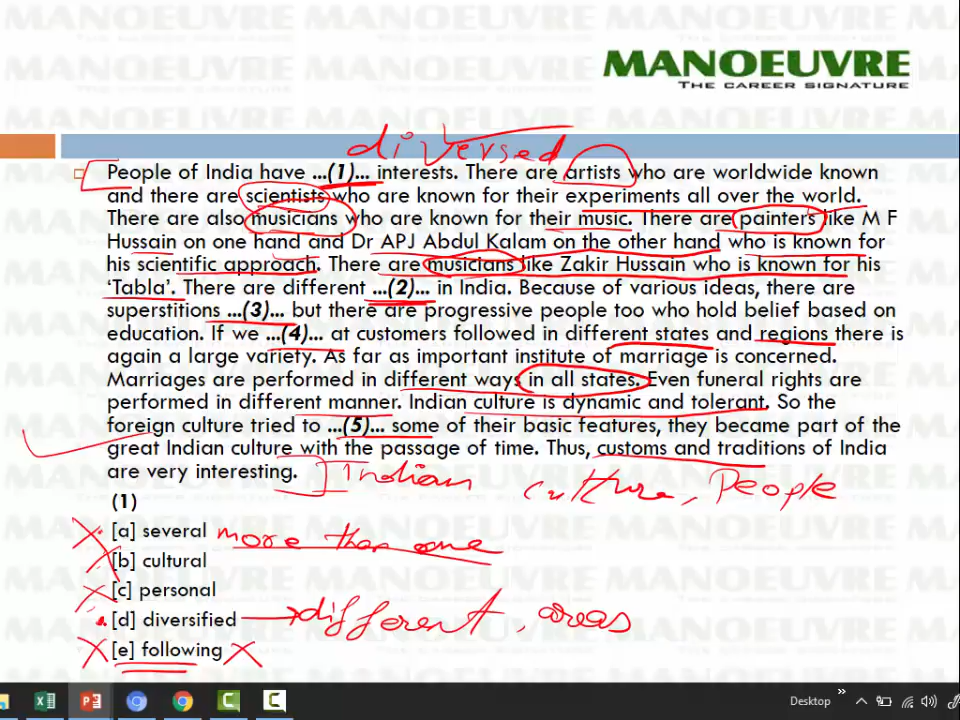 MANOEUVRE
THE CAREER SIGNATURE
diversed
People of India have ...(1)... interests. There are artists who are worldwide known
and there are scientists who are known for their experiments all over the world.
There are also musicians who are known for their music. There are painters like M F
Hussain on one hand and Dr APJ Abdul Kalam on the other hand who is known for
his scientific approach. There are musicians like Zakir Hussain who is known for his
‘Tabla’. There are different ...(2)... in India. Because of various ideas, there are
superstitions ...(3)... but there are progressive people too who hold belief based on
education. If we ...(4)... at customers followed in different states and regions there is
again a large variety. As far as important institute of marriage is concerned.
Marriages are performed in different ways in all states. Even funeral rights are
performed in different manner. Indian culture is dynamic and tolerant. So the
foreign culture tried to ...(5)... some of their basic features, they became part of the
great Indian culture with the passage of time. Thus, customs and traditions of India
are very interesting.
Indian culture, People
(1)
[a] several more than one
[b] cultural
[c] personal
[d] diversified different, areas
[e] following
Desktop